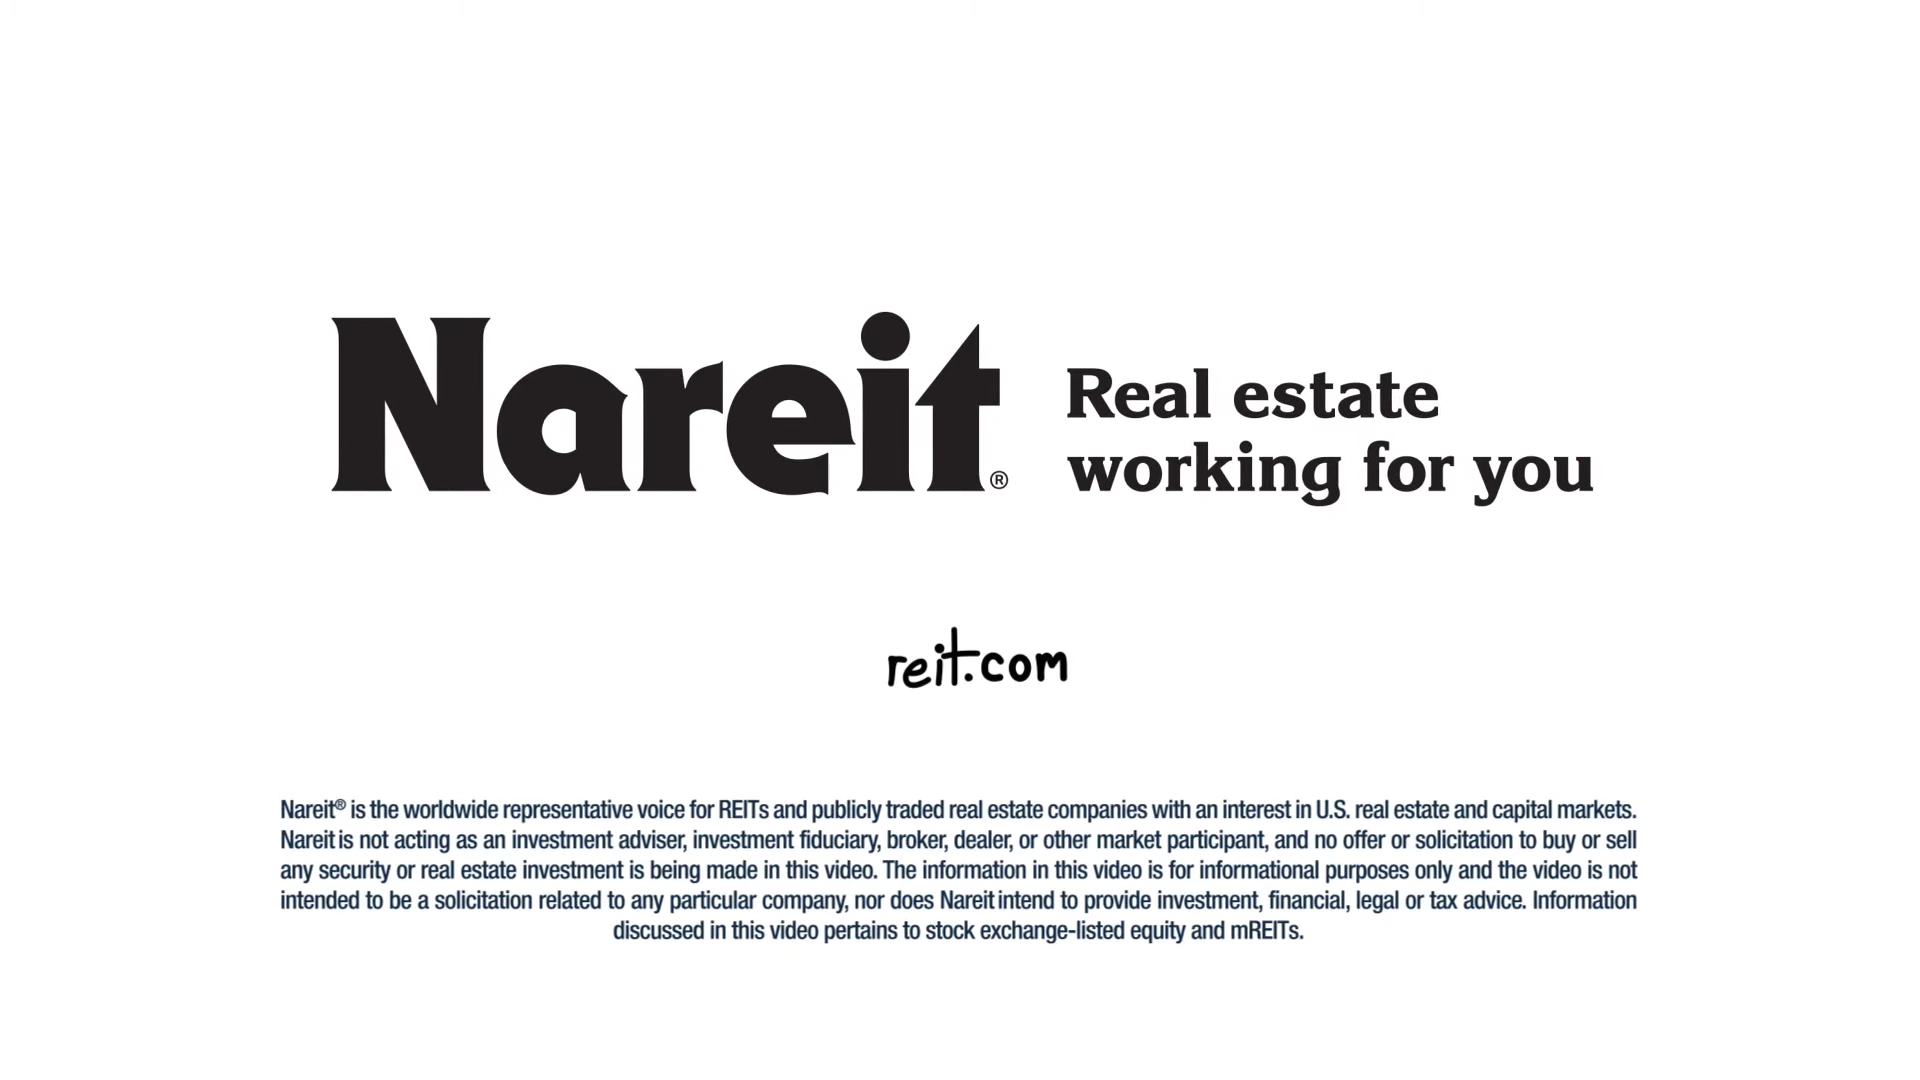 Nareit®
Real estate
working for you
reit.com
Nareit® is the worldwide representative voice for REITs and publicly traded real estate companies with an interest in U.S. real estate and capital markets.
Nareit is not acting as an investment adviser, investment fiduciary, broker, dealer, or other market participant, and no offer or solicitation to buy or sell
any security or real estate investment is being made in this video. The information in this video is for informational purposes only and the video is not
intended to be a solicitation related to any particular company, nor does Nareit intend to provide investment, financial, legal or tax advice. Information
discussed in this video pertains to stock exchange-listed equity and mREITs.